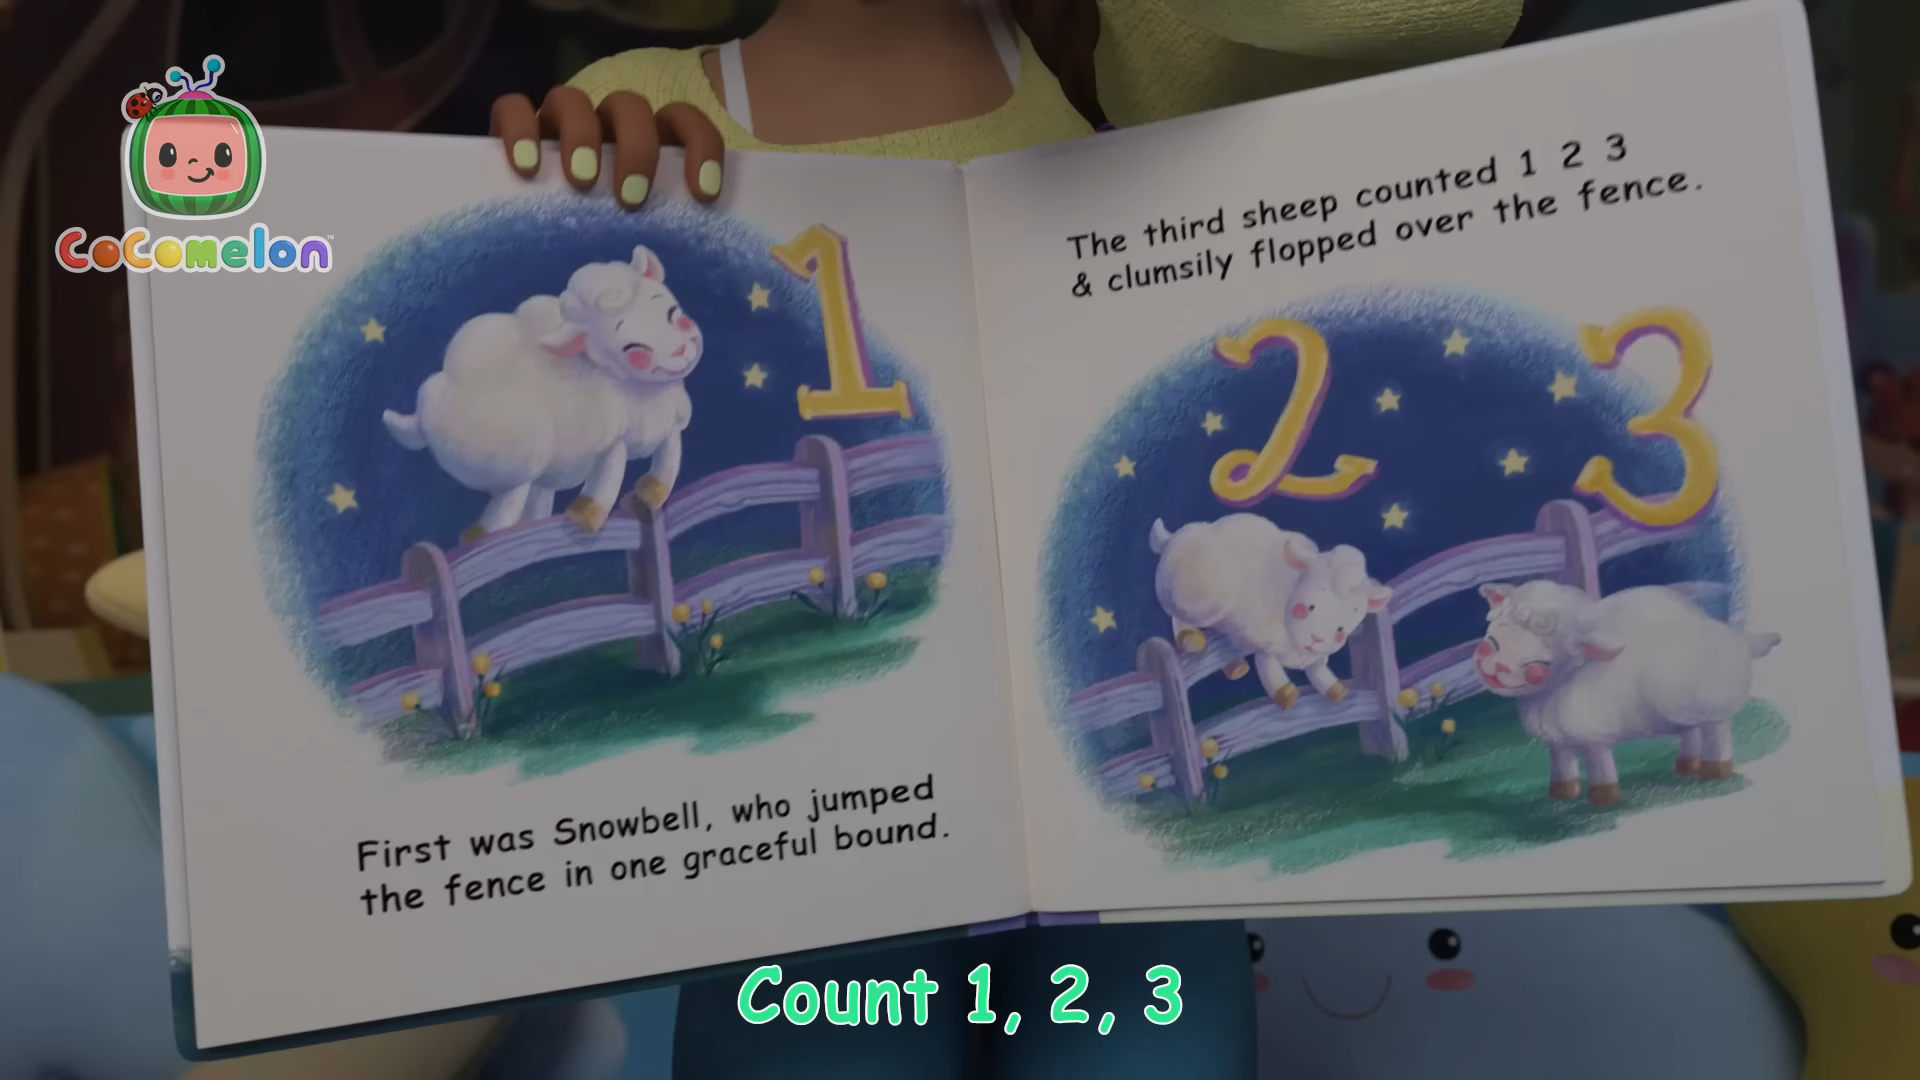 CoComelon™
1
First was Snowbell, who jumped
the fence in one graceful bound.
The third sheep counted 1 2 3
& clumsily flopped over the fence.
2 3
Count 1, 2, 3